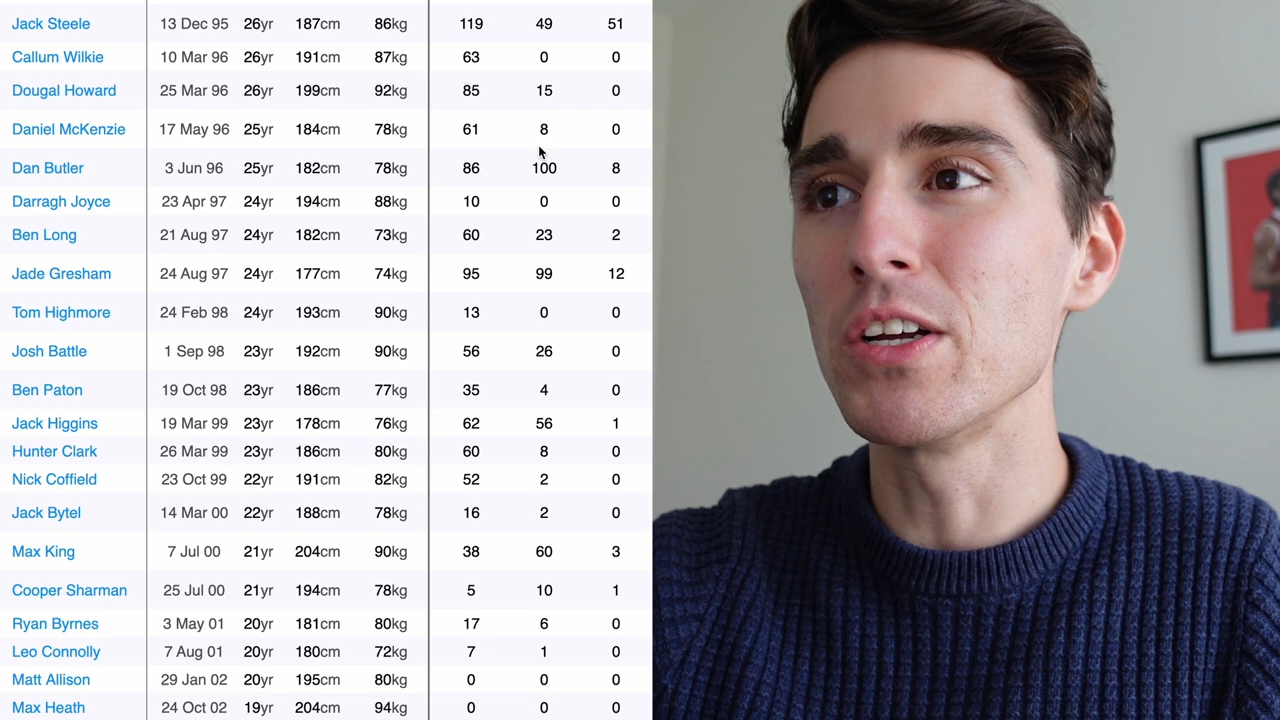 Jack Steele 13 Dec 95 26yr 187cm 86kg 119 49 51
Callum Wilkie 10 Mar 96 26yr 191cm 87kg 63 0 0
Dougal Howard 25 Mar 96 26yr 199cm 92kg 85 15 0
Daniel McKenzie 17 May 96 25yr 184cm 78kg 61 8 0
Dan Butler 3 Jun 96 25yr 182cm 78kg 86 100 8
Darragh Joyce 23 Apr 97 24yr 194cm 88kg 10 0 0
Ben Long 21 Aug 97 24yr 182cm 73kg 60 23 2
Jade Gresham 24 Aug 97 24yr 177cm 74kg 95 99 12
Tom Highmore 24 Feb 98 24yr 193cm 90kg 13 0 0
Josh Battle 1 Sep 98 23yr 192cm 90kg 56 26 0
Ben Paton 19 Oct 98 23yr 186cm 77kg 35 4 0
Jack Higgins 19 Mar 99 23yr 178cm 76kg 62 56 1
Hunter Clark 26 Mar 99 23yr 186cm 80kg 60 8 0
Nick Coffield 23 Oct 99 22yr 191cm 82kg 52 2 0
Jack Bytel 14 Mar 00 22yr 188cm 78kg 16 2 0
Max King 7 Jul 00 21yr 204cm 90kg 38 60 3
Cooper Sharman 25 Jul 00 21yr 194cm 78kg 5 10 1
Ryan Byrnes 3 May 01 20yr 181cm 80kg 17 6 0
Leo Connolly 7 Aug 01 20yr 180cm 72kg 7 1 0
Matt Allison 29 Jan 02 20yr 195cm 80kg 0 0 0
Max Heath 24 Oct 02 19yr 204cm 94kg 0 0 0